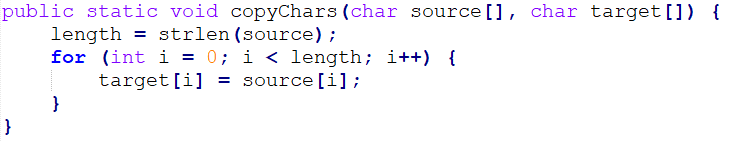 public static void copyChars(char source[], char target[]) {
    length = strlen(source);
    for (int i = 0; i < length; i++) {
        target[i] = source[i];
    }
}